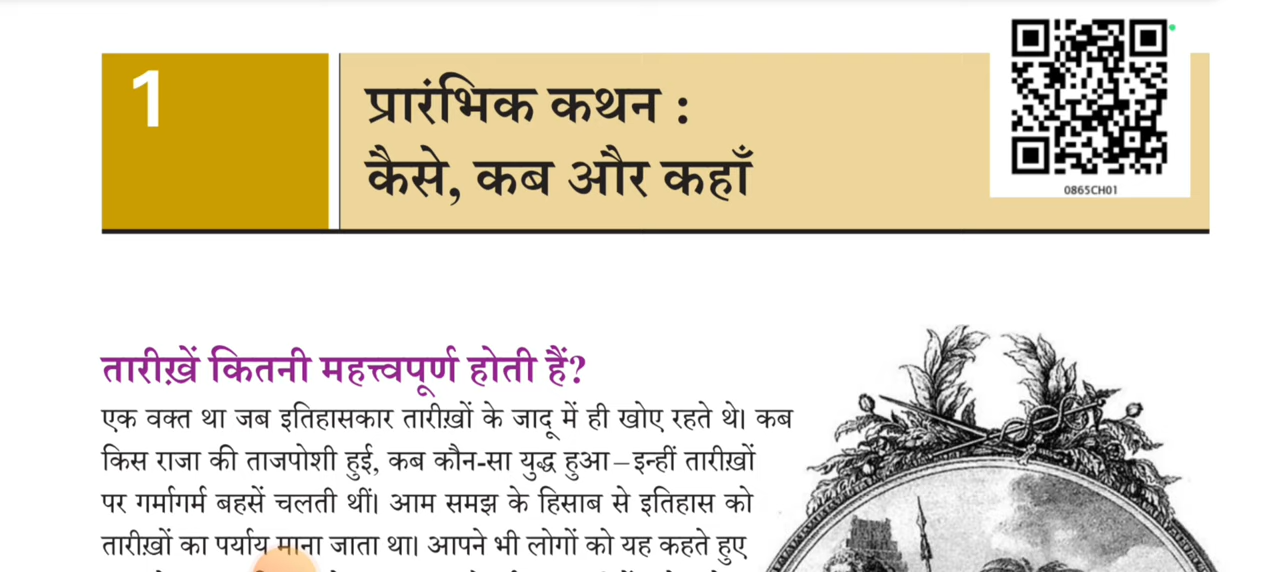 1
प्रारंभिक कथन :
कैसे, कब और कहाँ
0865CH01
तारीख़ें कितनी महत्त्वपूर्ण होती हैं?
एक वक्त था जब इतिहासकार तारीख़ों के जादू में ही खोए रहते थे। कब
किस राजा की ताजपोशी हुई, कब कौन-सा युद्ध हुआ–इन्हीं तारीख़ों
पर गर्मागर्म बहसें चलती थीं। आम समझ के हिसाब से इतिहास को
तारीख़ों का पर्याय माना जाता था। आपने भी लोगों को यह कहते हुए